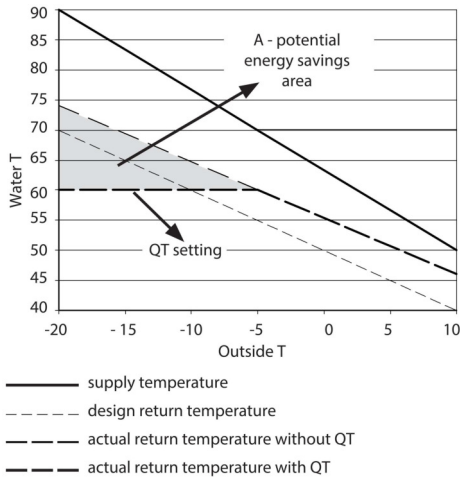 90
85
80
75
70
65
60
55
50
45
40
Water T
A - potential
energy savings
area
QT setting
-20
- 15
-10
-5
0
5
10
Outside T
supply temperature
design return temperature
actual return temperature without QT
actual return temperature with QT